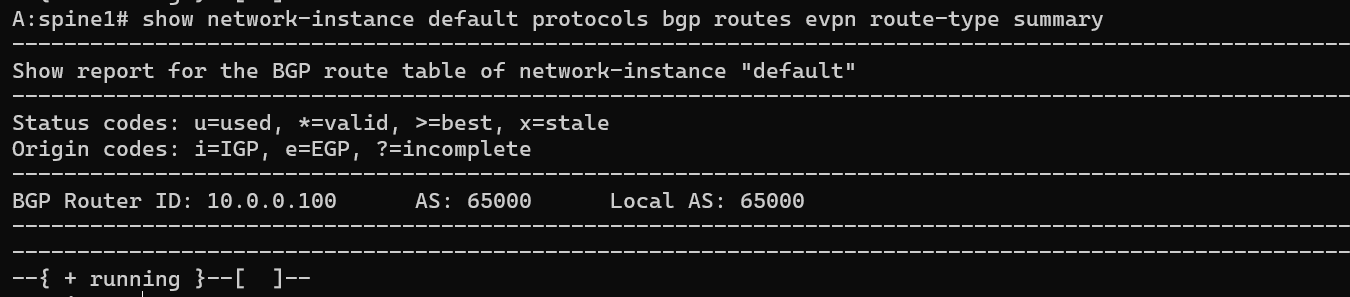 A:spine1# show network-instance default protocols bgp routes evpn route-type summary
--------------------------------------------------------------------------------------------------------
Show report for the BGP route table of network-instance "default"
--------------------------------------------------------------------------------------------------------
Status codes: u=used, *=valid, >=best, x=stale
Origin codes: i=IGP, e=EGP, ?=incomplete
--------------------------------------------------------------------------------------------------------
BGP Router ID: 10.0.0.100      AS: 65000      Local AS: 65000
--------------------------------------------------------------------------------------------------------
--------------------------------------------------------------------------------------------------------
--{ + running }--[  ]--